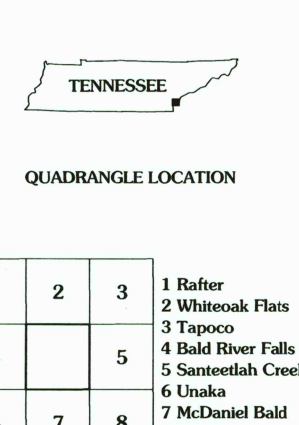 TENNESSEE
QUADRANGLE LOCATION
2 3
5
7 8
1 Rafter
2 Whiteoak Flats
3 Tapoco
4 Bald River Falls
5 Santeetlah Creek
6 Unaka
7 McDaniel Bald